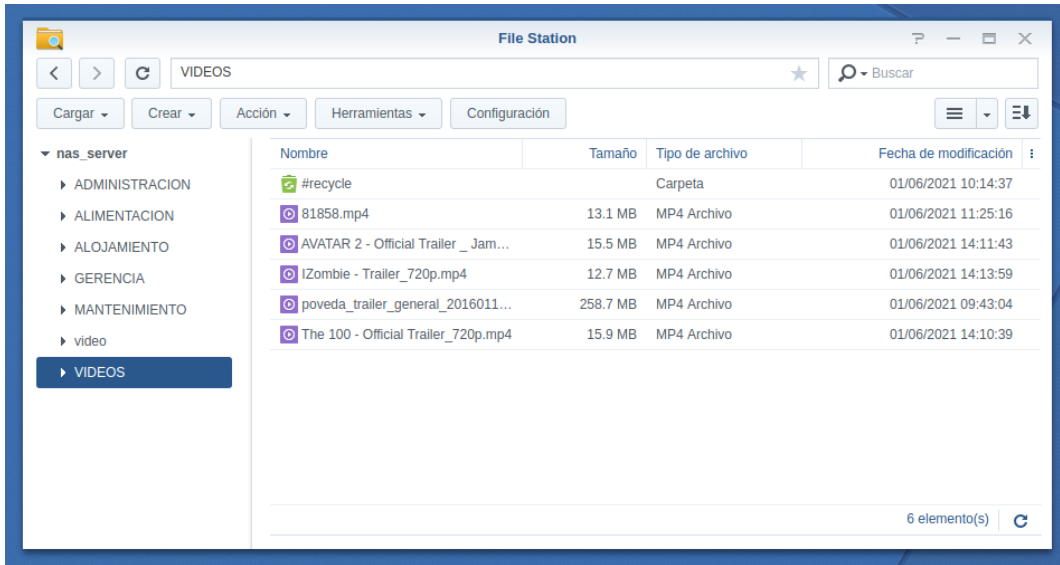 File Station
VIDEOS
Buscar
Cargar Crear Acción Herramientas Configuración
nas_server
ADMINISTRACION
ALIMENTACION
ALOJAMIENTO
GERENCIA
MANTENIMIENTO
video
VIDEOS
Nombre Tamaño Tipo de archivo Fecha de modificación
#recycle Carpeta 01/06/2021 10:14:37
81858.mp4 13.1 MB MP4 Archivo 01/06/2021 11:25:16
AVATAR 2 - Official Trailer _ Jam... 15.5 MB MP4 Archivo 01/06/2021 14:11:43
IZombie - Trailer_720p.mp4 12.7 MB MP4 Archivo 01/06/2021 14:13:59
poveda_trailer_general_2016011... 258.7 MB MP4 Archivo 01/06/2021 09:43:04
The 100 - Official Trailer_720p.mp4 15.9 MB MP4 Archivo 01/06/2021 14:10:39
6 elemento(s)